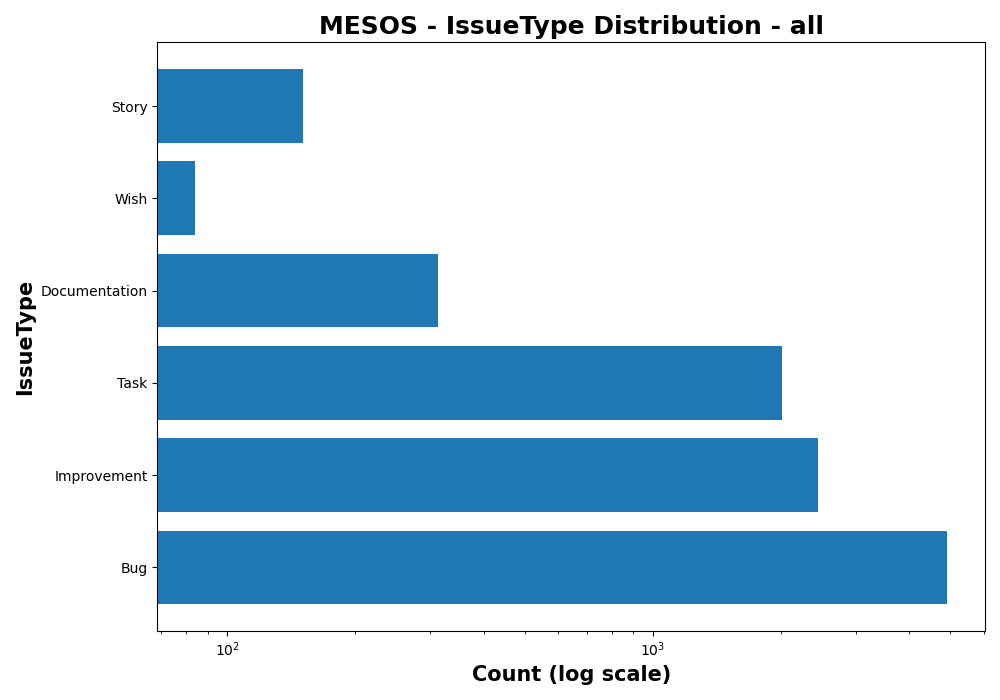 MESOS - IssueType Distribution - all
IssueType
Story
Wish
Documentation
Task
Improvement
Bug
10²
10³
Count (log scale)